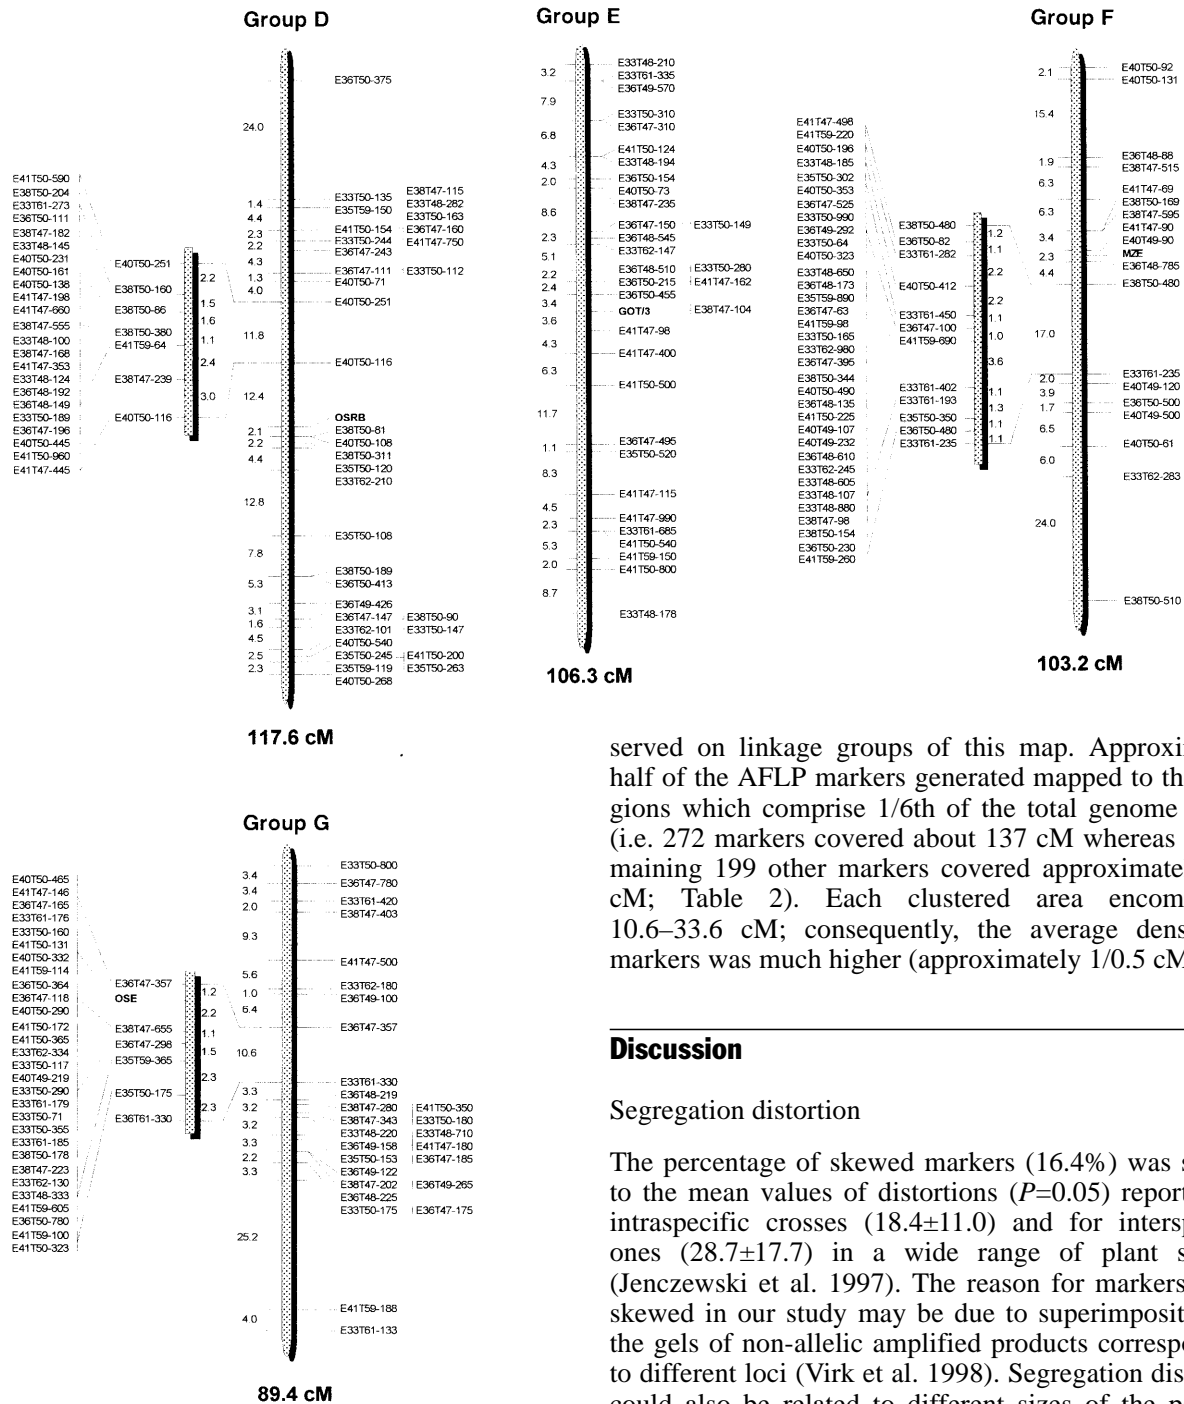 Group D
E36T50-375
24.0
E33T50-135
E35T59-150
E41T50-154
E33T50-244
E36T47-243
E36T47-111
E40T50-71
E40T50-251
E40T50-116
OSRB
E38T50-81
E40T50-108
E38T50-311
E35T50-120
E33T62-210
E35T50-108
E38T50-189
E36T50-413
E36T49-426
E36T47-147
E33T62-101
E40T50-540
E35T50-245
E35T59-119
E40T50-268
E38T47-115
E33T48-282
E33T50-163
E36T47-160
E41T47-750
E33T50-112
E38T50-90
E33T50-147
E41T50-200
E35T50-263
1.4
4.4
2.3
2.2
4.3
1.3
4.0
11.8
12.4
2.1
2.2
4.4
12.8
7.8
5.3
3.1
1.6
4.5
2.5
2.3
E41T50-590
E38T50-204
E33T61-273
E36T50-111
E38T47-182
E33T48-145
E40T50-231
E40T50-161
E40T50-138
E41T47-198
E41T47-660
E38T47-555
E33T48-100
E38T47-168
E41T47-353
E33T48-124
E36T48-192
E36T48-149
E33T50-189
E36T47-196
E40T50-445
E41T50-960
E41T47-445
E40T50-251
E38T50-160
E38T50-86
E38T50-380
E41T59-64
E38T47-239
E40T50-116
2.2
1.5
1.6
1.1
2.4
3.0
117.6 cM
Group E
E33T48-210
E33T61-335
E36T49-570
E33T50-310
E36T47-310
E41T50-124
E33T48-194
E36T50-154
E40T50-73
E38T47-235
E36T47-150
E36T48-545
E33T62-147
E36T48-510
E36T50-215
E36T50-455
GOT/3
E41T47-98
E41T47-400
E41T50-500
E36T47-495
E35T50-520
E41T47-115
E41T47-990
E33T61-685
E41T50-540
E41T59-150
E41T50-800
E33T48-178
E33T50-149
E33T50-280
E41T47-162
E38T47-104
3.2
7.9
6.8
4.3
2.0
8.6
2.3
5.1
2.2
2.4
3.4
3.6
4.3
6.3
11.7
1.1
8.3
4.5
2.3
5.3
2.0
8.7
106.3 cM
Group F
E40T50-92
E40T50-131
E36T48-88
E38T47-515
E41T47-69
E38T50-169
E38T47-595
E41T47-90
E40T49-90
MZE
E36T48-785
E38T50-480
E33T61-235
E40T49-120
E36T50-500
E40T49-500
E40T50-61
E33T62-283
E38T50-510
2.1
15.4
1.9
6.3
6.3
3.4
2.3
4.4
17.0
2.0
3.9
1.7
6.5
6.0
24.0
E41T47-498
E41T59-220
E40T50-196
E33T48-185
E35T50-302
E40T50-353
E36T47-525
E33T50-990
E36T49-292
E33T50-64
E40T50-323
E33T48-650
E36T48-173
E35T59-890
E36T47-63
E41T59-98
E33T50-165
E33T62-980
E36T47-395
E38T50-344
E40T50-490
E36T48-135
E41T50-225
E40T49-107
E40T49-232
E36T48-610
E33T62-245
E33T48-605
E33T48-107
E33T48-880
E38T47-98
E38T50-154
E36T50-230
E41T59-260
E38T50-480
E36T50-82
E33T61-282
E40T50-412
E33T61-450
E36T47-100
E41T59-690
E33T61-402
E33T61-193
E35T50-350
E36T50-480
E33T61-235
1.2
1.1
2.2
2.2
1.1
1.0
3.6
1.1
1.3
1.1
1.1
103.2 cM
Group G
E33T50-800
E36T47-780
E33T61-420
E38T47-403
E41T47-500
E33T62-180
E36T49-100
E36T47-357
E33T61-330
E36T48-219
E38T47-280
E38T47-343
E33T48-220
E36T49-158
E35T50-153
E36T49-122
E38T47-202
E36T48-225
E33T50-175
E41T59-188
E33T61-133
E41T50-350
E33T50-180
E33T48-710
E41T47-180
E36T47-185
E36T49-265
E36T47-175
3.4
3.4
2.0
9.3
5.6
1.0
6.4
10.6
3.3
3.2
3.2
3.3
2.2
3.3
25.2
4.0
E40T50-465
E41T47-146
E36T47-165
E33T61-176
E33T50-160
E41T50-131
E40T50-332
E41T59-114
E36T50-364
E36T47-118
E40T50-290
E41T50-172
E41T50-365
E33T62-334
E33T50-117
E40T49-219
E33T50-290
E33T61-179
E33T50-71
E33T50-355
E33T61-185
E38T50-178
E38T47-223
E33T62-130
E33T48-333
E41T59-605
E36T50-780
E41T59-100
E41T50-323
E36T47-357
OSE
E38T47-655
E36T47-298
E35T59-365
E35T50-175
E36T61-330
1.2
2.2
1.1
1.5
2.3
2.3
89.4 cM
served on linkage groups of this map. Approxi
half of the AFLP markers generated mapped to th
gions which comprise 1/6th of the total genome
(i.e. 272 markers covered about 137 cM whereas
maining 199 other markers covered approximate
cM; Table 2). Each clustered area encom
10.6–33.6 cM; consequently, the average dens
markers was much higher (approximately 1/0.5 cM
Discussion
Segregation distortion
The percentage of skewed markers (16.4%) was s
to the mean values of distortions (P=0.05) report
intraspecific crosses (18.4±11.0) and for intersp
ones (28.7±17.7) in a wide range of plant s
(Jenczewski et al. 1997). The reason for markers
skewed in our study may be due to superimposit
the gels of non-allelic amplified products correspo
to different loci (Virk et al. 1998). Segregation dis
could also be related to different sizes of the p